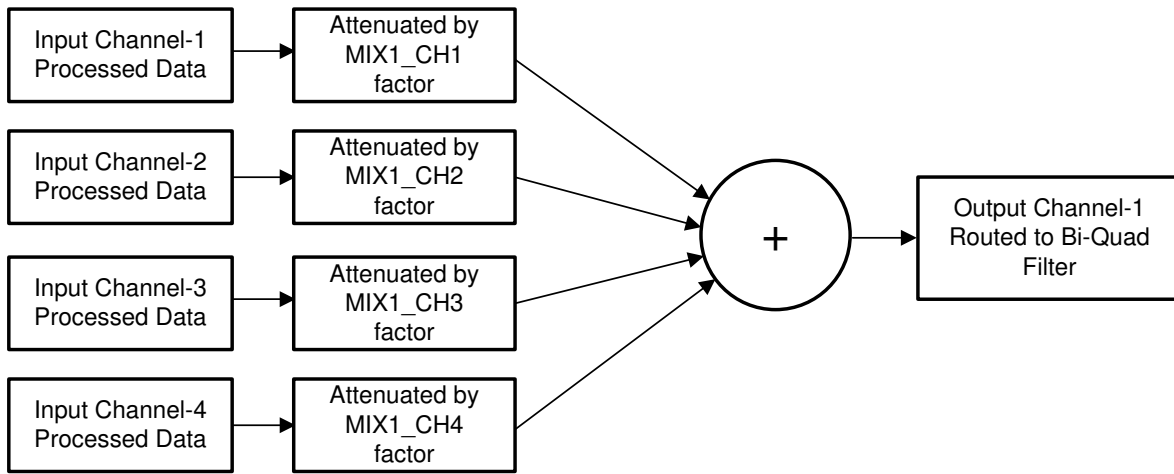 Input Channel-1
Processed Data
Attenuated by
MIX1_CH1
factor
Input Channel-2
Processed Data
Attenuated by
MIX1_CH2
factor
Input Channel-3
Processed Data
Attenuated by
MIX1_CH3
factor
Input Channel-4
Processed Data
Attenuated by
MIX1_CH4
factor
+
Output Channel-1
Routed to Bi-Quad
Filter